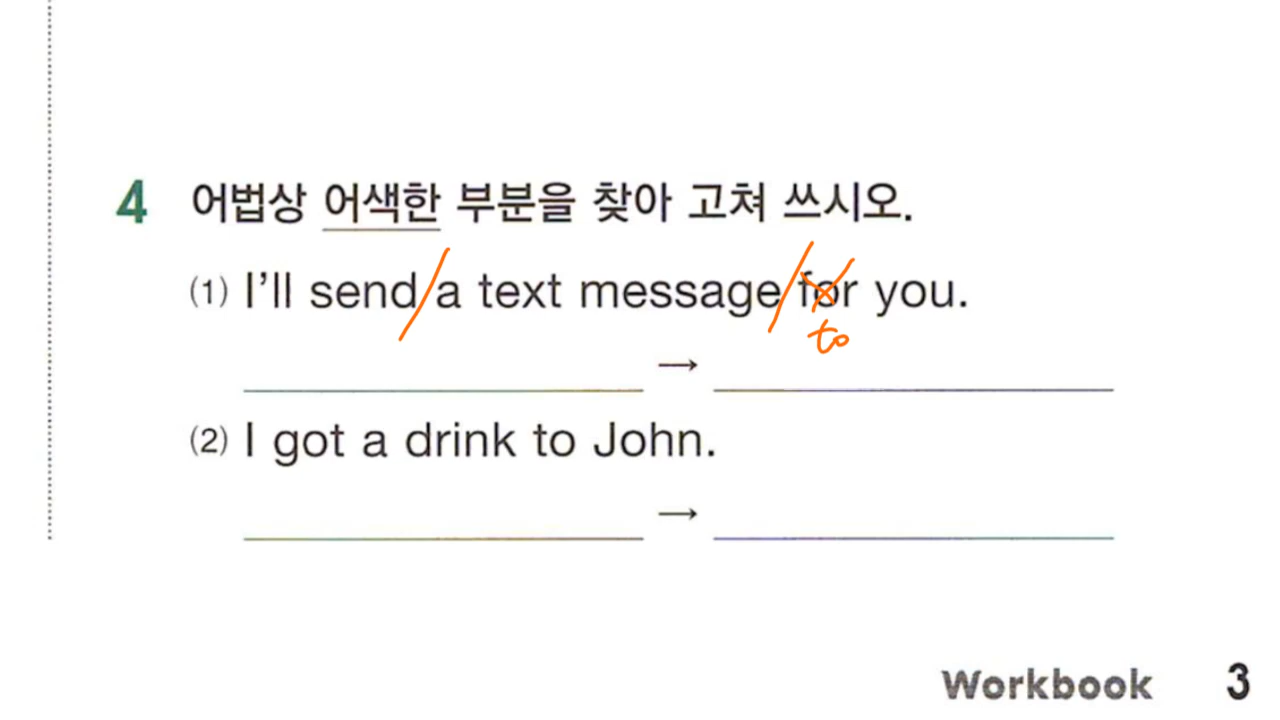 4 어법상 어색한 부분을 찾아 고쳐 쓰시오.
(1) I'll send a text message for you.
to
→
(2) I got a drink to John.
→
Workbook 3